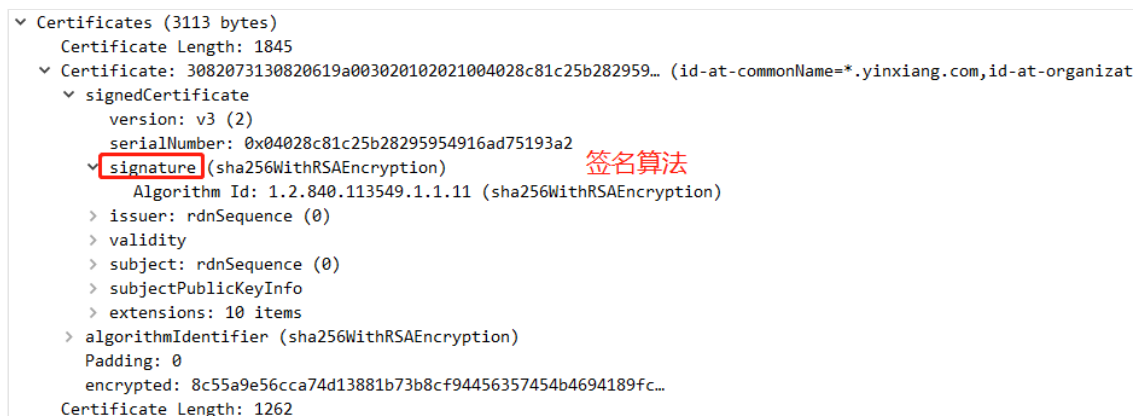 Certificates (3113 bytes)
Certificate Length: 1845
Certificate: 3082073130820619a003020102021004028c81c25b282959… (id-at-commonName=*.yinxiang.com,id-at-organizat
signedCertificate
version: v3 (2)
serialNumber: 0x04028c81c25b28295954916ad75193a2
signature (sha256WithRSAEncryption) 签名算法
Algorithm Id: 1.2.840.113549.1.1.11 (sha256WithRSAEncryption)
issuer: rdnSequence (0)
validity
subject: rdnSequence (0)
subjectPublicKeyInfo
extensions: 10 items
algorithmIdentifier (sha256WithRSAEncryption)
Padding: 0
encrypted: 8c55a9e56cca74d13881b73b8cf94456357454b4694189fc…
Certificate Length: 1262